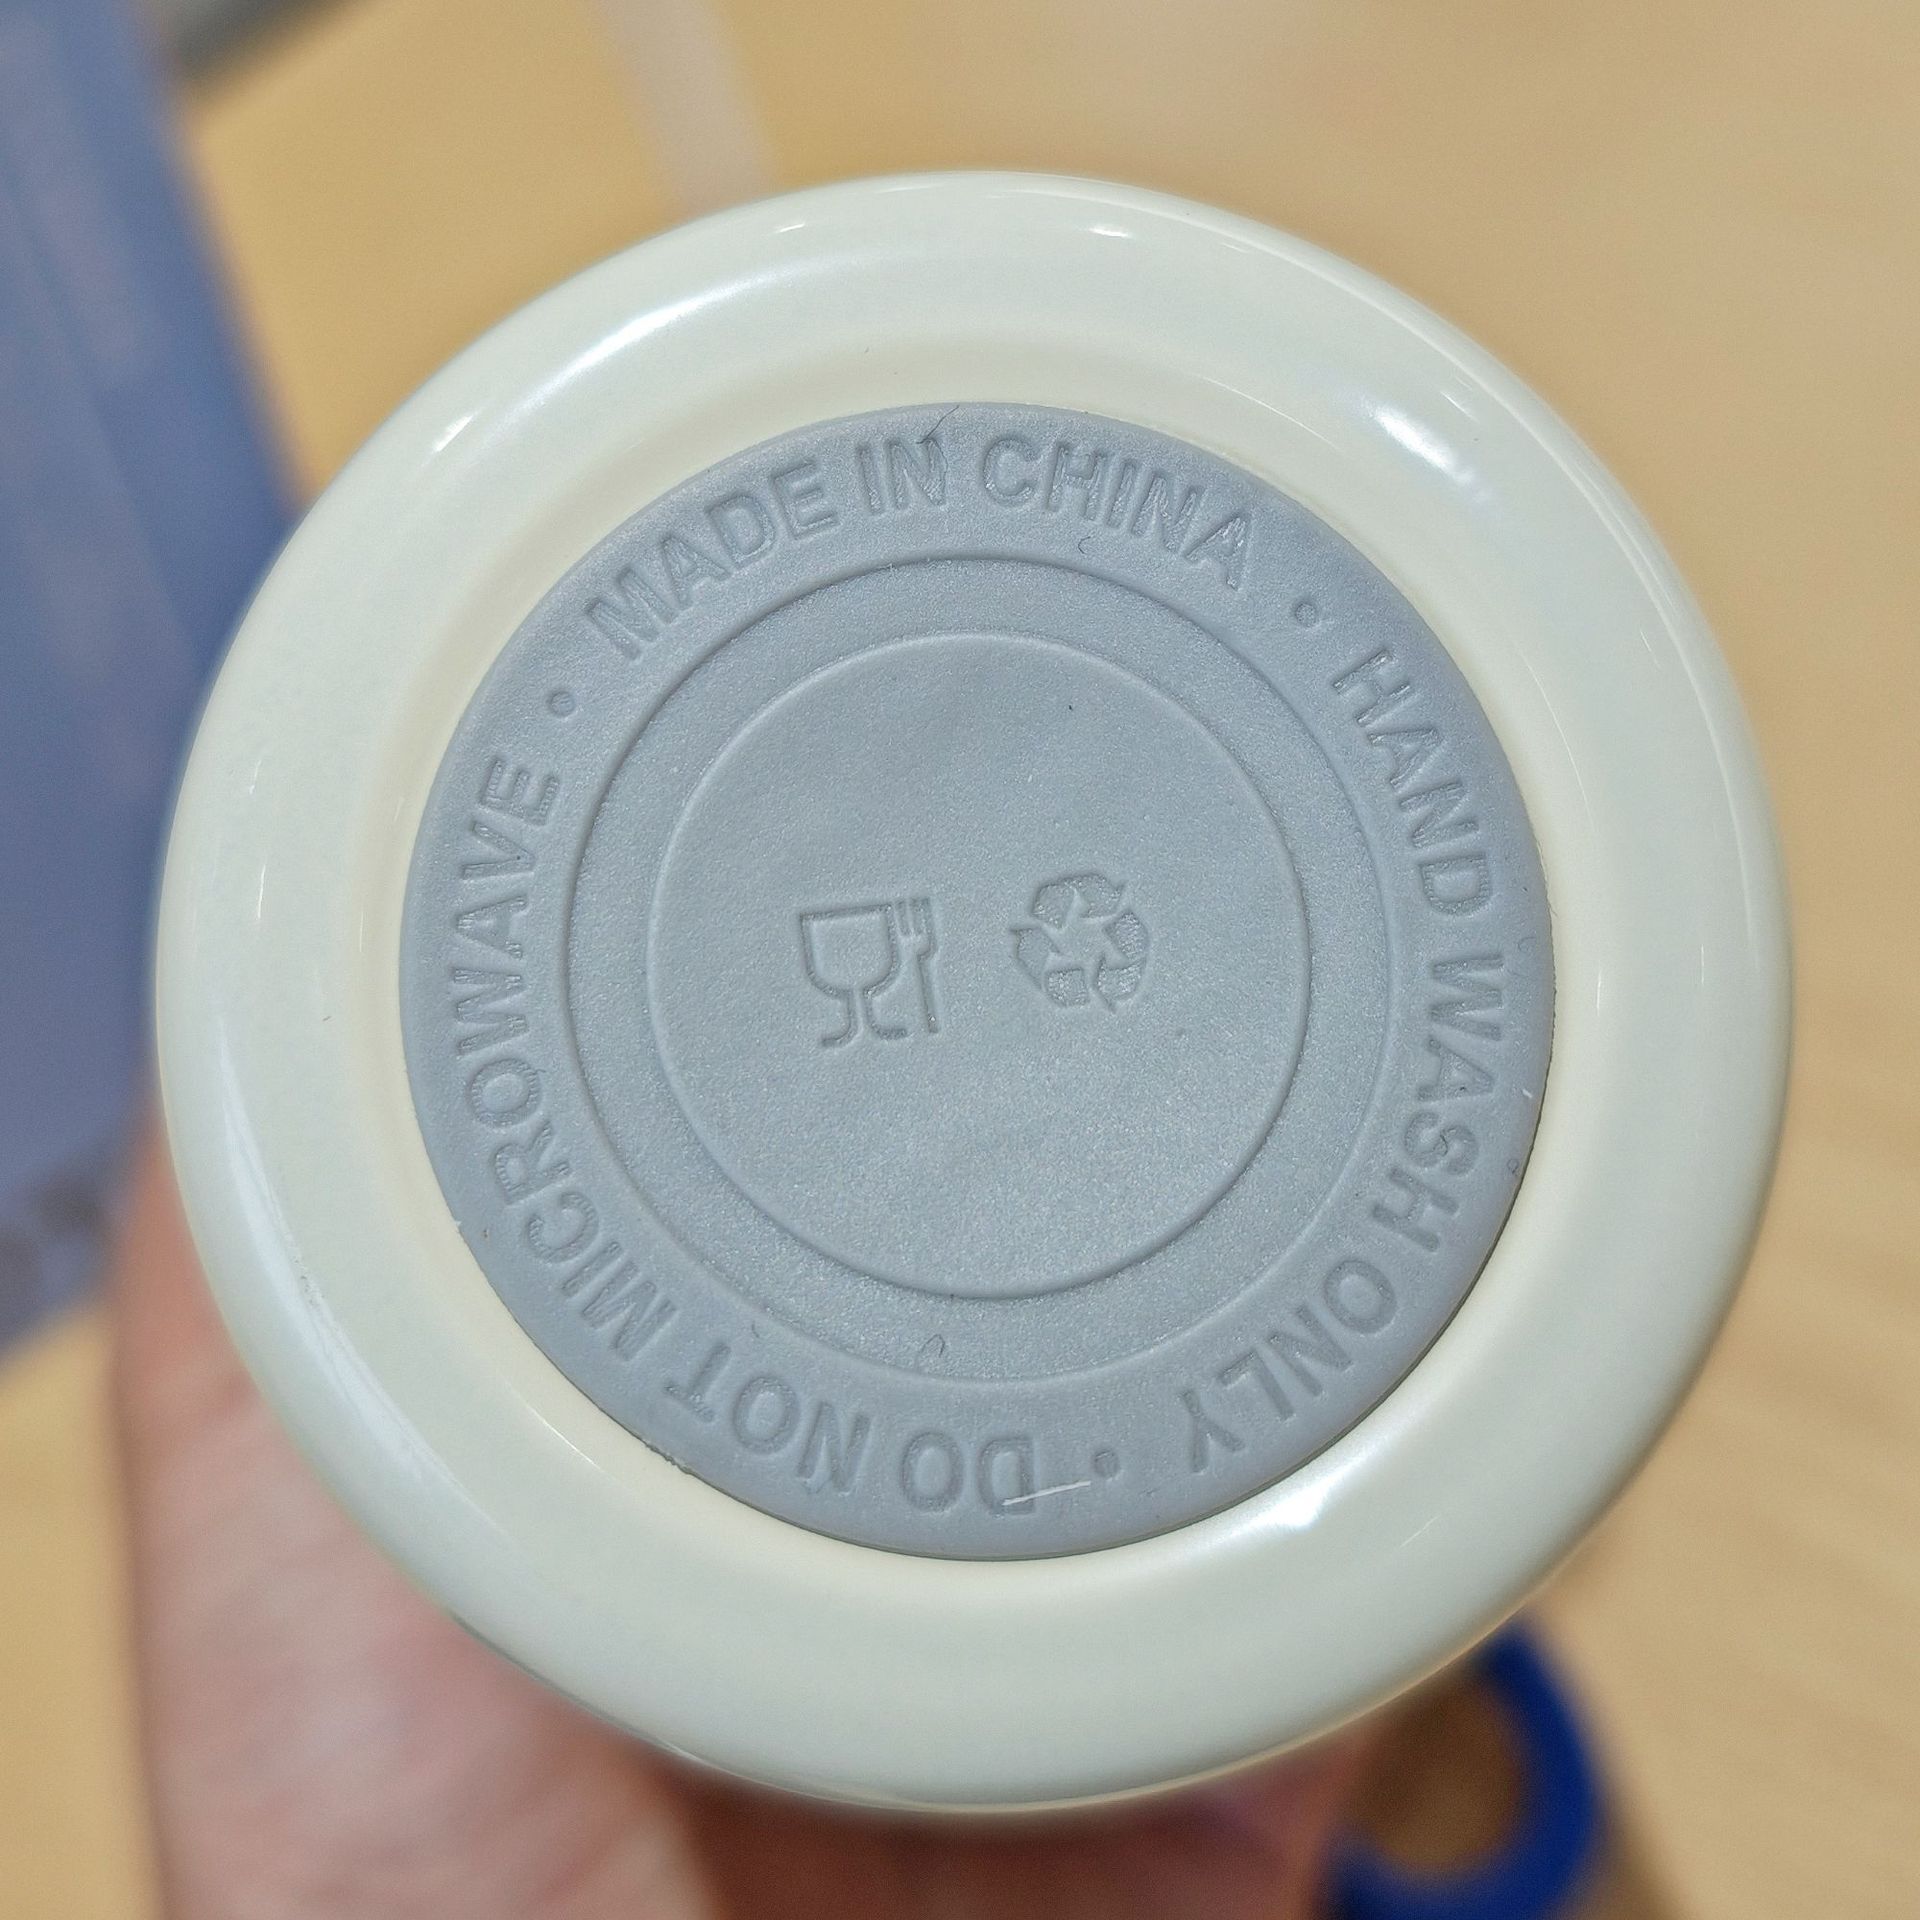 MADE IN CHINA • HAND WASH ONLY • DO NOT MICROWAVE •